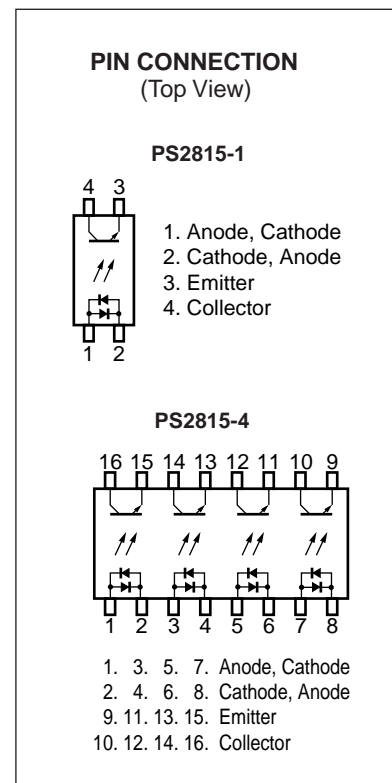 PIN CONNECTION
(Top View)
PS2815-1
4 3
1. Anode, Cathode
2. Cathode, Anode
3. Emitter
4. Collector
1 2
PS2815-4
16 15 14 13 12 11 10 9
1 2 3 4 5 6 7 8
1. 3. 5. 7. Anode, Cathode
2. 4. 6. 8. Cathode, Anode
9. 11. 13. 15. Emitter
10. 12. 14. 16. Collector